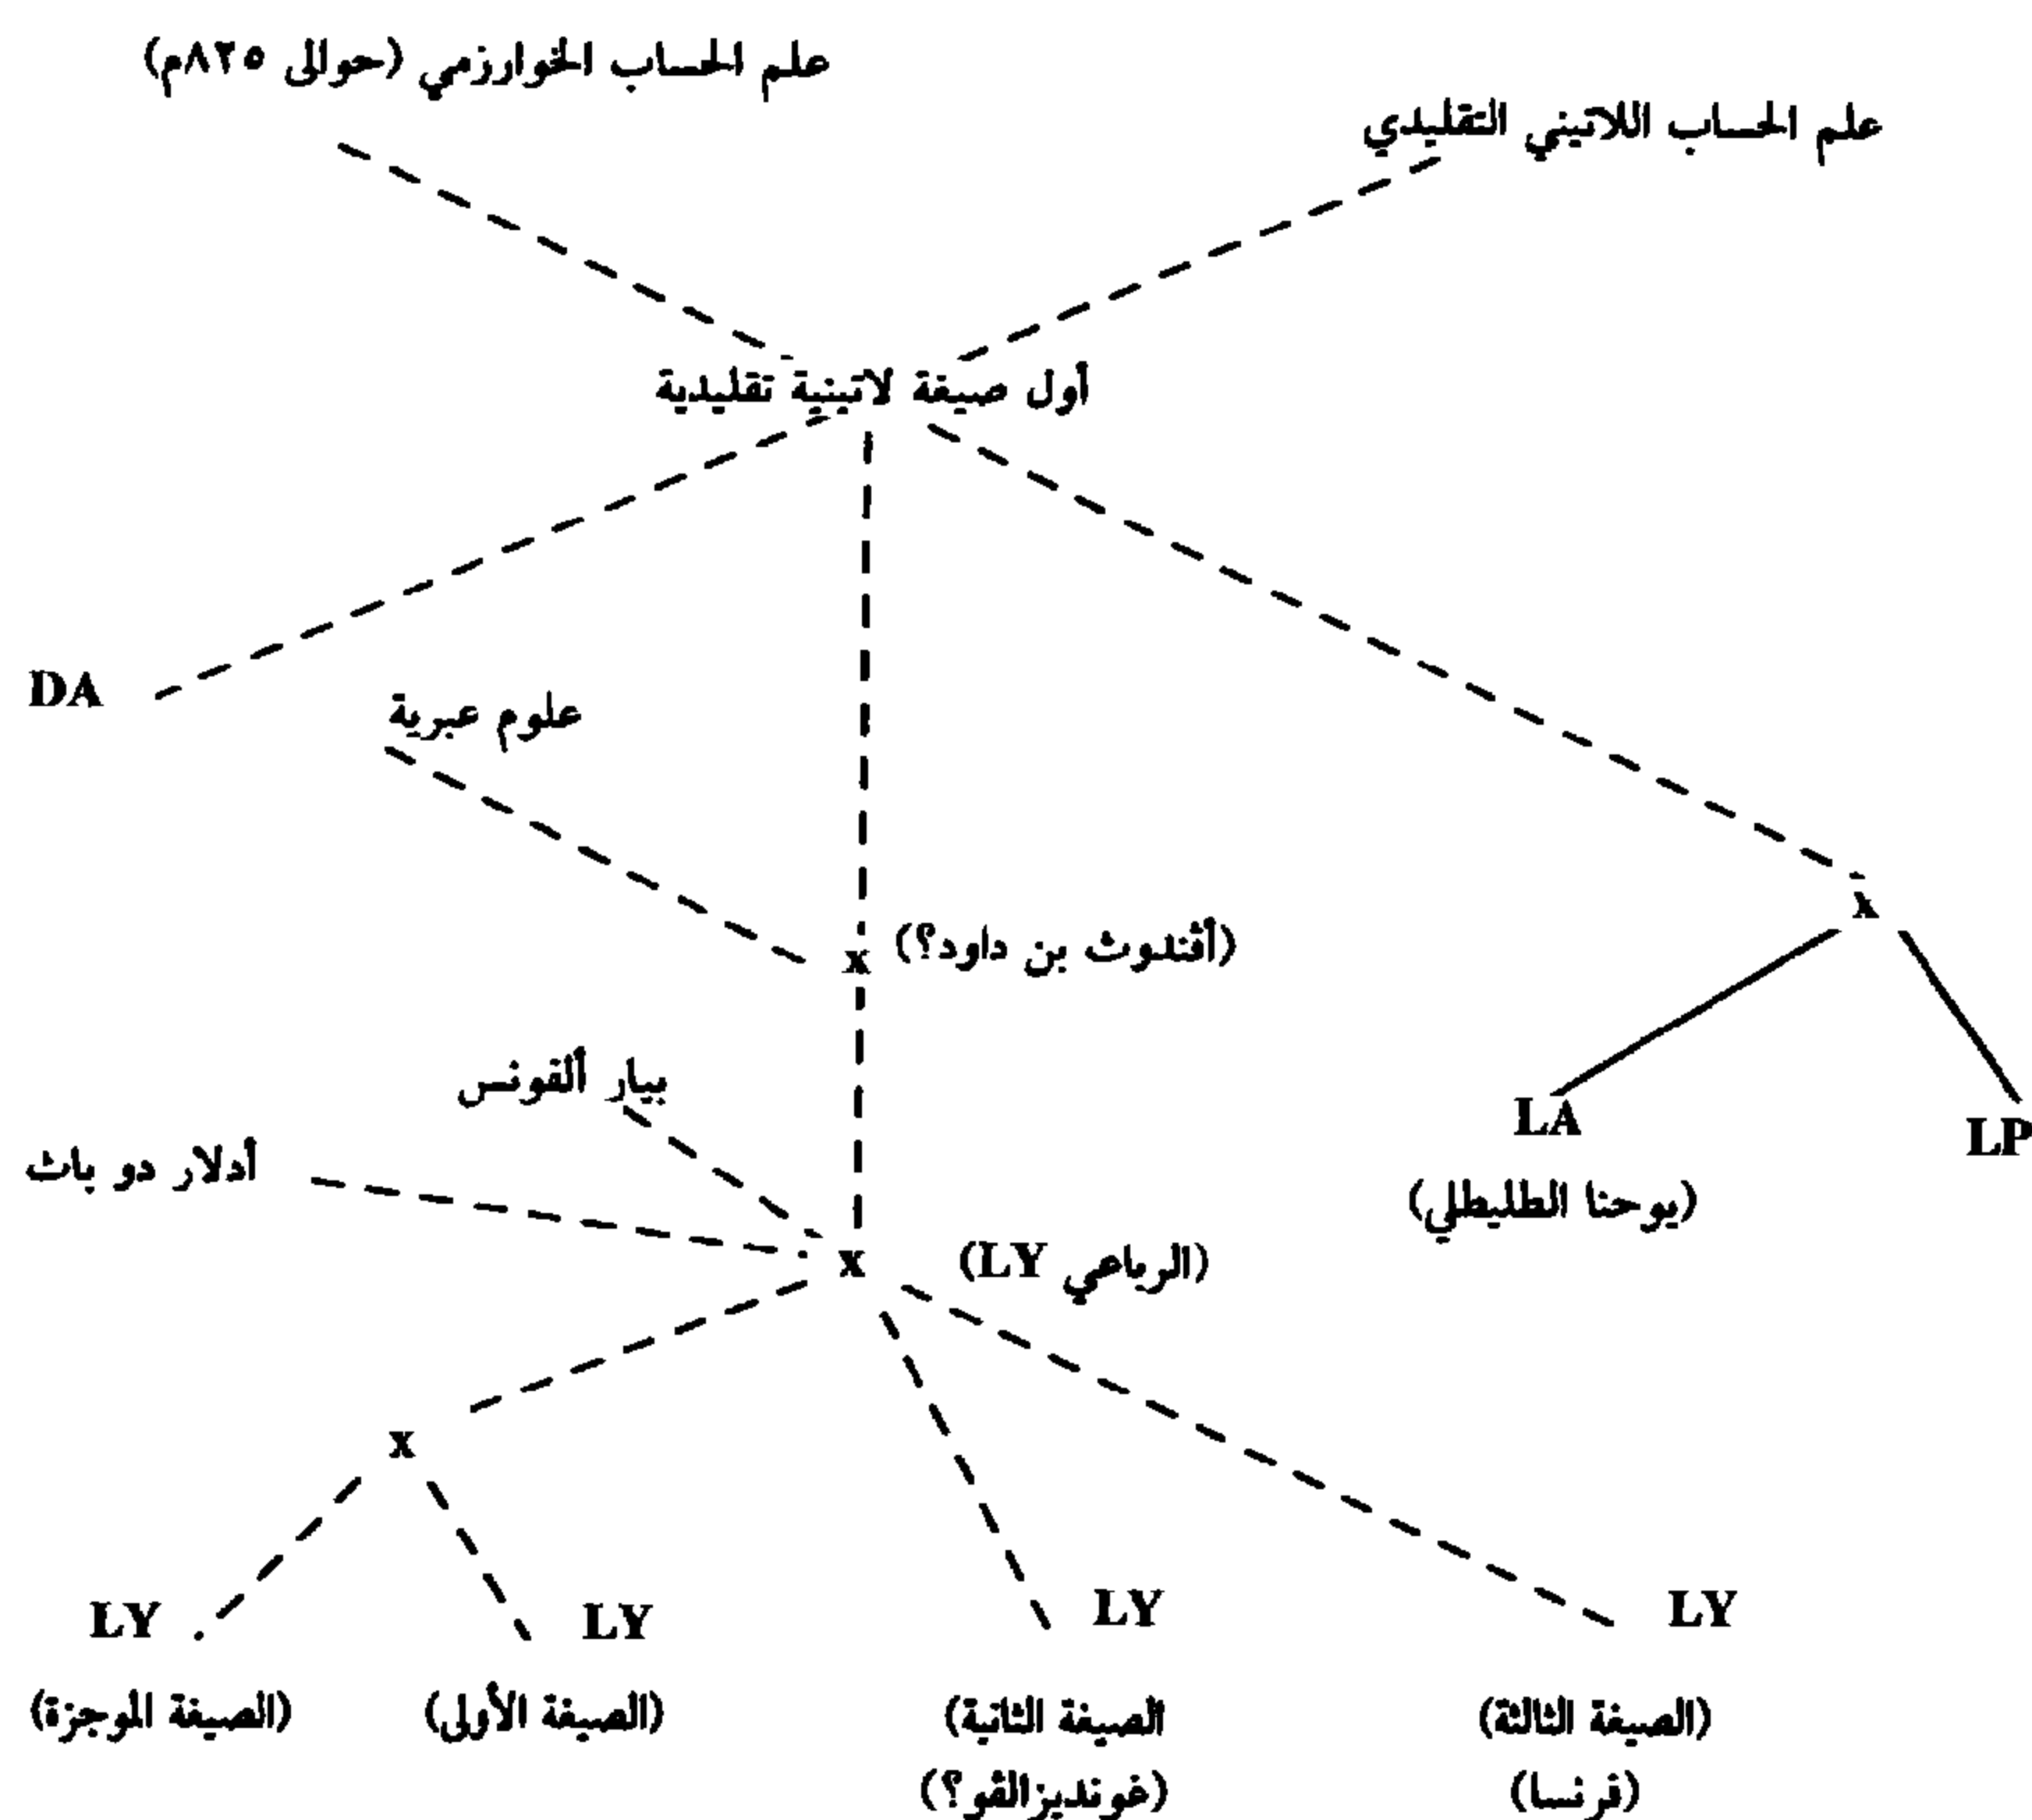 علم الحساب الخوارزمي (حوالى ٨٢٥م)
علم الحساب اللاتيني التقليدي
أول صيغة لاتينية تقليدية
DA
علوم عبرية
x
(أڤندوث بن داود؟)
x
بيار ألفونس
أدلار دو باث
LA
LP
(يوحنا الطليطلي)
x
(الرياضي LY)
x
LY
LY
LY
LY
(الصيغة الموجزة)
(الصيغة الأولى)
الصيغة الثانية)
(الصيغة الثالثة)
(غونديزالڤو؟)
(فرنسا)